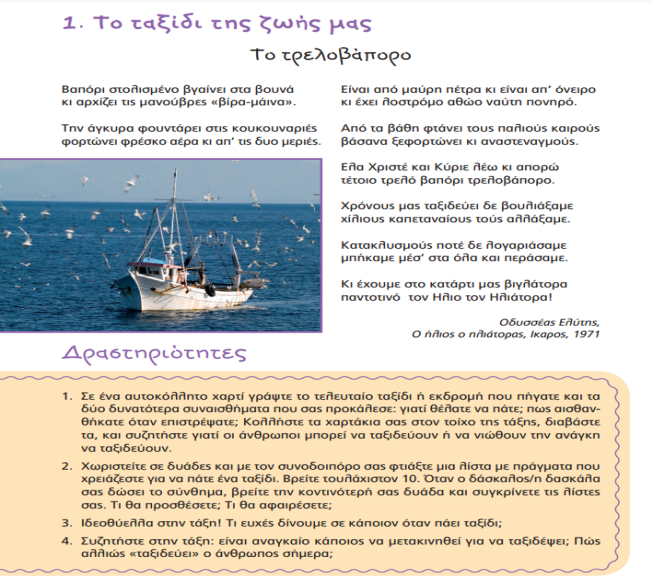 1. Το ταξίδι της ζωής μας
Το τρελοβάπορο
Βαπόρι στολισμένο βγαίνει στα βουνά
κι αρχίζει τις μανούβρες «βίρα-μάινα».
Την άγκυρα φουντάρει στις κουκουναριές
φορτώνει φρέσκο αέρα κι απ’ τις δυο μεριές.
Είναι από μαύρη πέτρα κι είναι απ’ όνειρο
κι έχει λοστρόμο αθώο ναύτη πονηρό.
Από τα βάθη φτάνει τους παλιούς καιρούς
βάσανα ξεφορτώνει κι αναστεναγμούς.
Ελα Χριστέ και Κύριε λέω κι απορώ
τέτοιο τρελό βαπόρι τρελοβάπορο.
Χρόνους μας ταξιδεύει δε βουλιάξαμε
χίλιους καπεταναίους τούς αλλάξαμε.
Κατακλυσμούς ποτέ δε λογαριάσαμε
μπήκαμε μέσ’ στα όλα και περάσαμε.
Κι έχουμε στο κατάρτι μας βιγλάτορα
παντοτινό τον Ηλιο τον Ηλιάτορα!
Οδυσσέας Ελύτης,
Ο ήλιος ο ηλιάτορας, Ικαρος, 1971
Δραστηριότητες
1. Σε ένα αυτοκόλλητο χαρτί γράψτε το τελευταίο ταξίδι ή εκδρομή που πήγατε και τα
δύο δυνατότερα συναισθήματα που σας προκάλεσε: γιατί θέλατε να πάτε; πως αισθαν-
θήκατε όταν επιστρέψατε; Κολλήστε τα χαρτάκια σας στον τοίχο της τάξης, διαβάστε
τα, και συζητήστε γιατί οι άνθρωποι μπορεί να ταξιδεύουν ή να νιώθουν την ανάγκη
να ταξιδεύουν.
2. Χωριστείτε σε δυάδες και με τον συνοδοιπόρο σας φτιάξτε μια λίστα με πράγματα που
χρειάζεστε για να πάτε ένα ταξίδι. Βρείτε τουλάχιστον 10. Όταν ο δάσκαλος/η δασκάλα
σας δώσει το σύνθημα, βρείτε την κοντινότερή σας δυάδα και συγκρίνετε τις λίστες
σας. Τι θα προσθέσετε; Τι θα αφαιρέσετε;
3. Ιδεοθύελλα στην τάξη! Τι ευχές δίνουμε σε κάποιον όταν πάει ταξίδι;
4. Συζητήστε στην τάξη: είναι αναγκαίο κάποιος να μετακινηθεί για να ταξιδέψει; Πώς
αλλιώς «ταξιδεύει» ο άνθρωπος σήμερα;